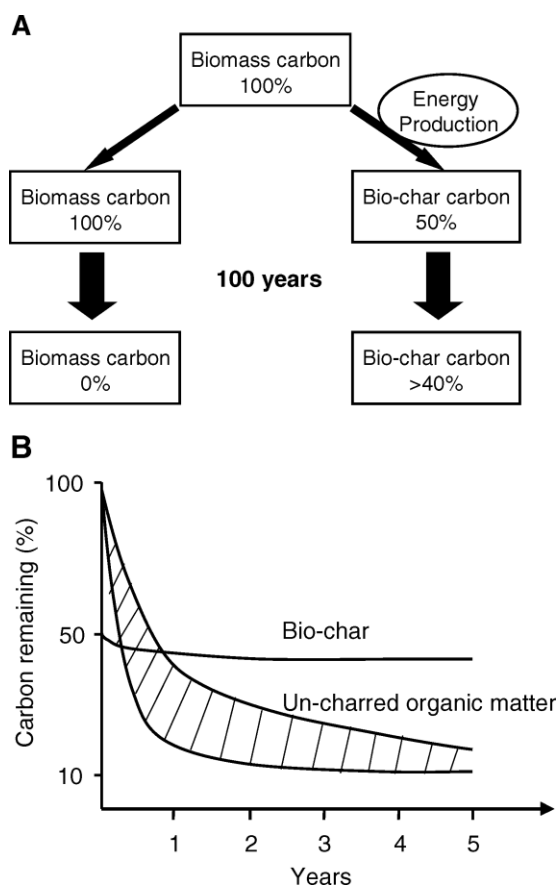 A
Biomass carbon
100%
Energy
Production
Biomass carbon
100%
Bio-char carbon
50%
100 years
Biomass carbon
0%
Bio-char carbon
>40%
B
100
50
10
Carbon remaining (%)
Bio-char
Un-charred organic matter
1 2 3 4 5
Years